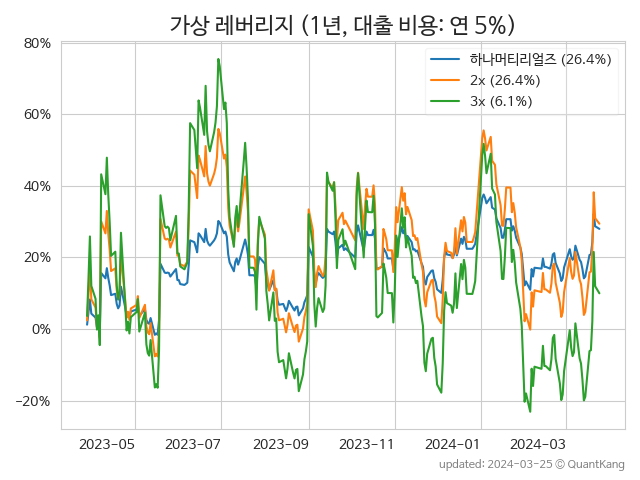 가상 레버리지 (1년, 대출 비용: 연 5%)
80%
60%
40%
20%
0%
−20%
하나머티리얼즈 (26.4%)
2x (26.4%)
3x (6.1%)
2023-05
2023-07
2023-09
2023-11
2024-01
2024-03
updated: 2024-03-25 © QuantKang